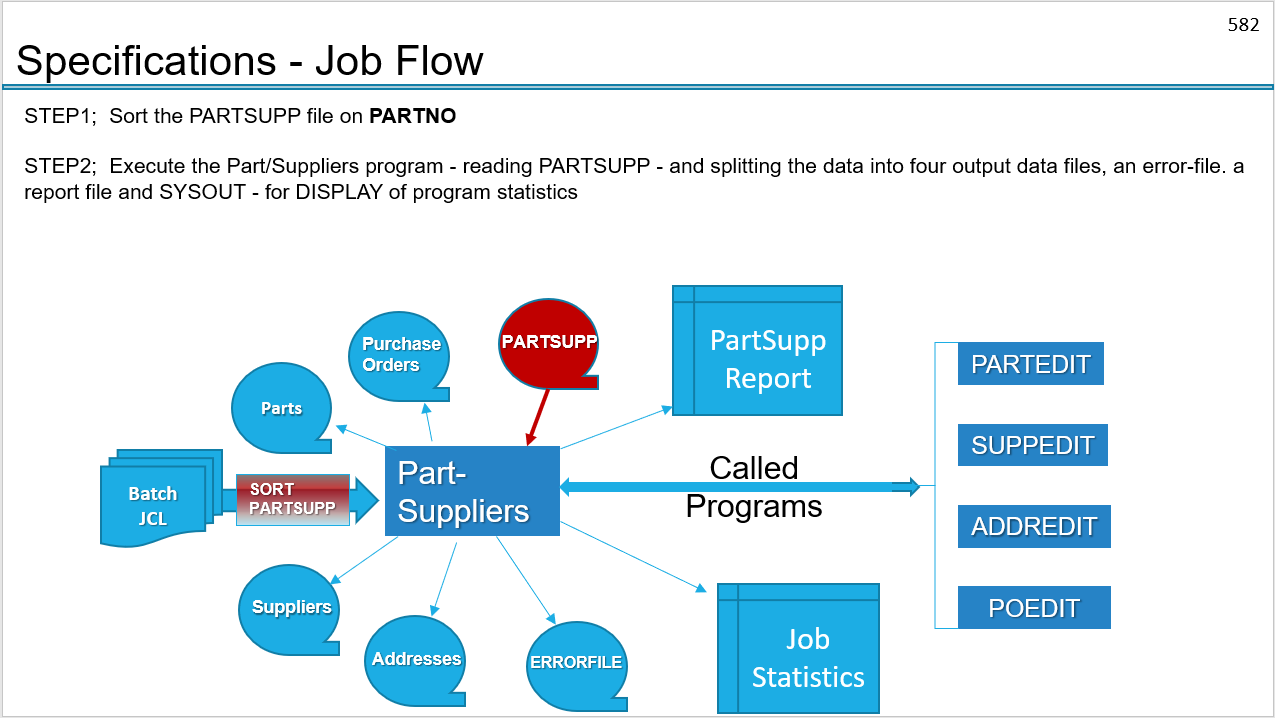 582
Specifications - Job Flow
STEP1;  Sort the PARTSUPP file on PARTNO
STEP2;  Execute the Part/Suppliers program - reading PARTSUPP - and splitting the data into four output data files, an error-file. a
report file and SYSOUT - for DISPLAY of program statistics
Purchase
Orders
PARTSUPP
PartSupp
Report
PARTEDIT
Parts
SUPPEDIT
Batch
JCL
SORT
PARTSUPP
Part-
Suppliers
Called
Programs
ADDREDIT
POEDIT
Suppliers
Addresses
ERRORFILE
Job
Statistics